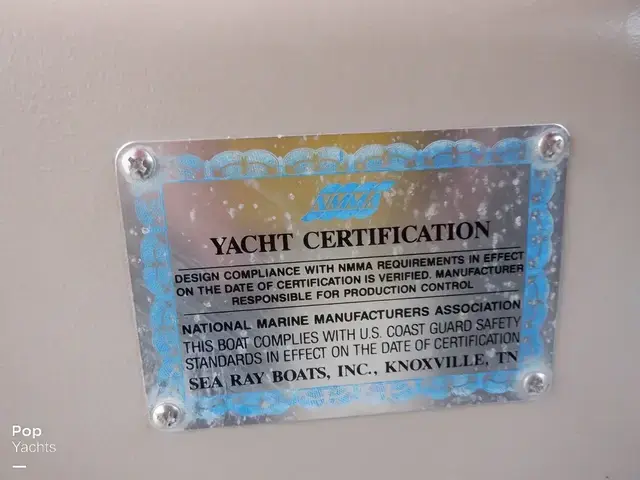 NMMA
YACHT CERTIFICATION
DESIGN COMPLIANCE WITH NMMA REQUIREMENTS IN EFFECT
ON THE DATE OF CERTIFICATION IS VERIFIED. MANUFACTURER
RESPONSIBLE FOR PRODUCTION CONTROL
NATIONAL MARINE MANUFACTURERS ASSOCIATION
THIS BOAT COMPLIES WITH U.S. COAST GUARD SAFETY
STANDARDS IN EFFECT ON THE DATE OF CERTIFICATION
SEA RAY BOATS, INC., KNOXVILLE, TN
Pop
Yachts